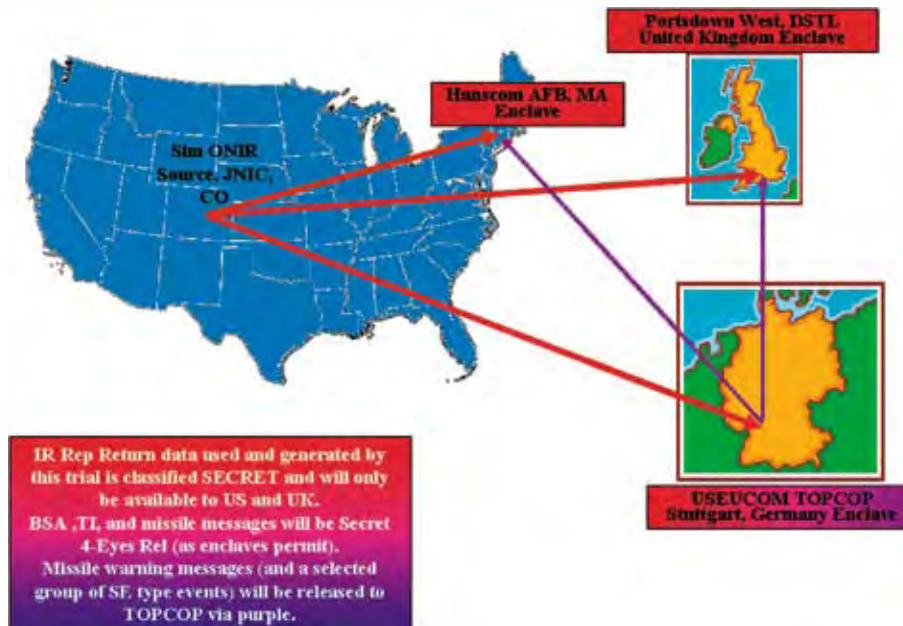 Portsdown West, DSTL
United Kingdom Enclave
Hanscom AFB, MA
Enclave
Sim ONIR
Source, JNIC,
CO
IR Rep Return data used and generated by
this trial is classified SECRET and will only
be available to US and UK.
BSA ,TI, and missile messages will be Secret
4-Eyes Rel (as enclaves permit).
Missile warning messages (and a selected
group of SE type events) will be released to
TOPCOP via purple.
USEUCOM TOPCOP
Stuttgart, Germany Enclave